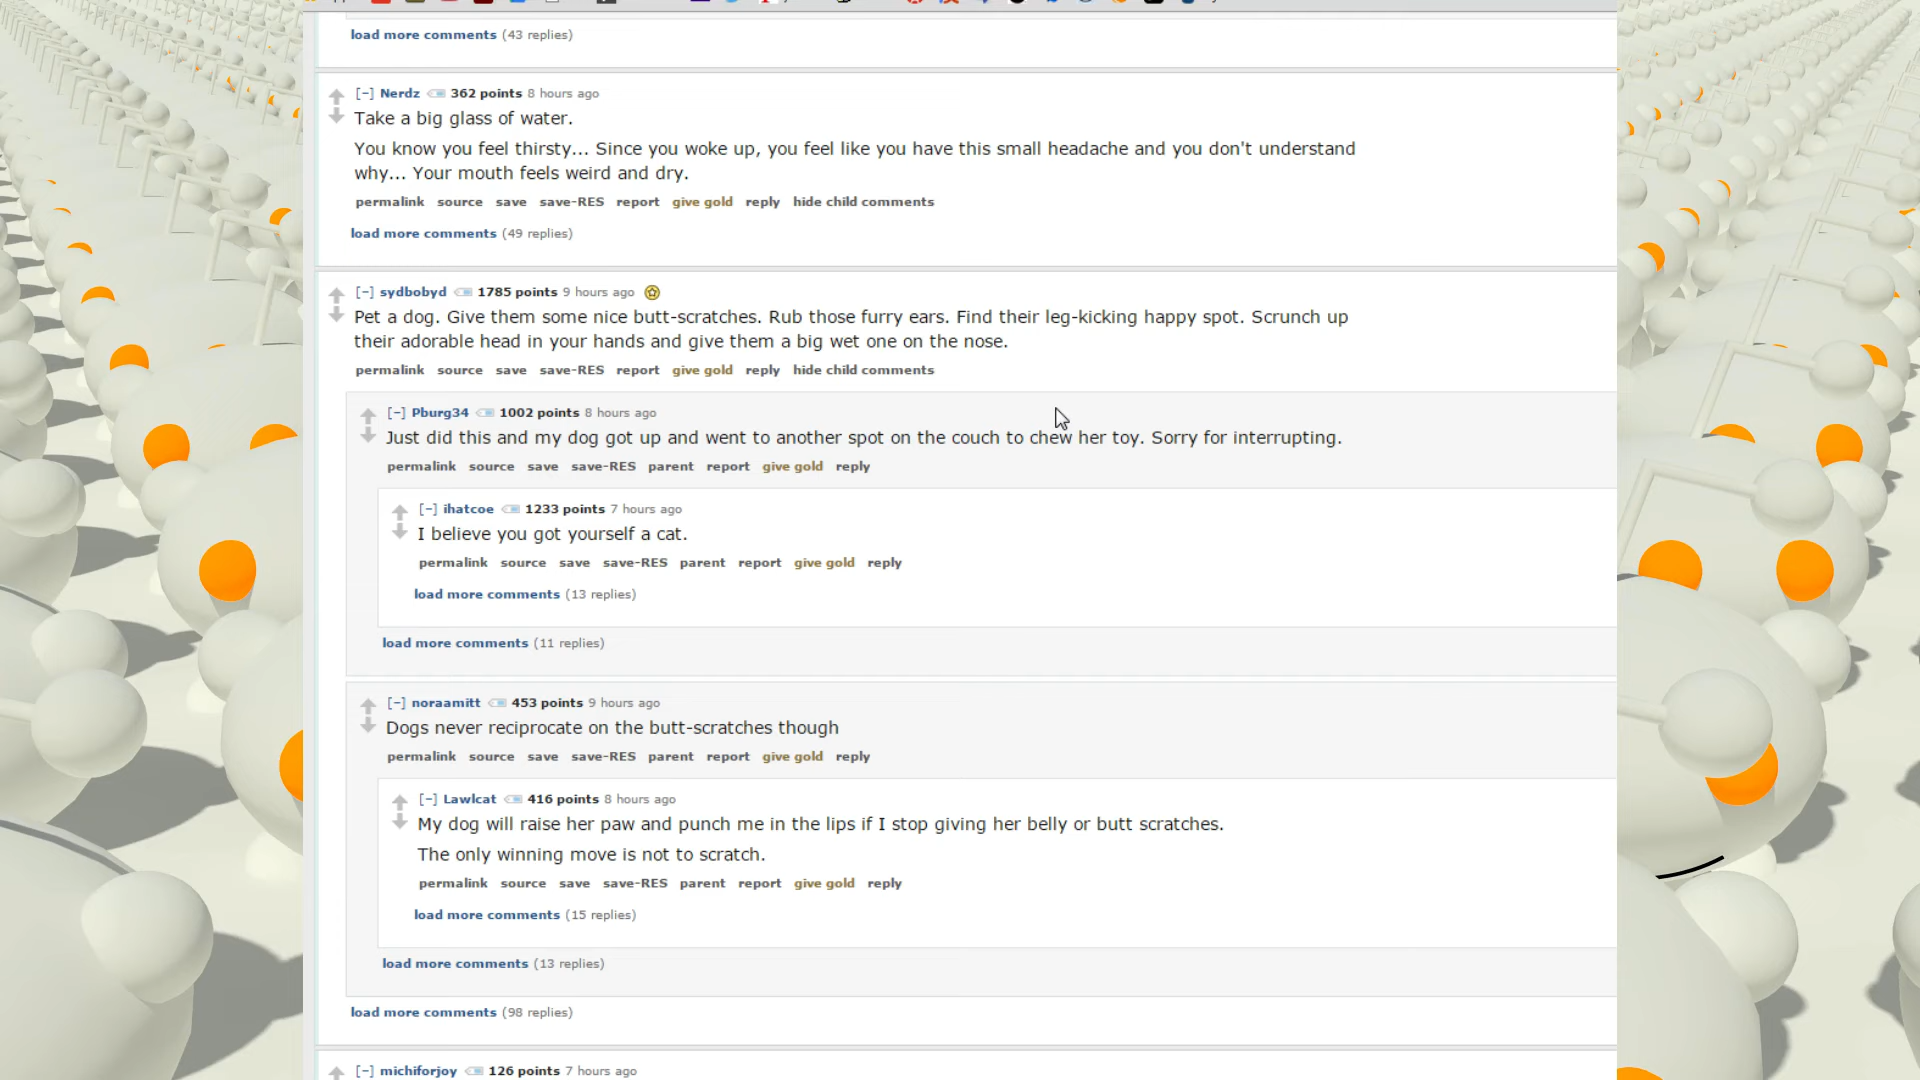 load more comments (43 replies)
[-] Nerdz 362 points 8 hours ago
Take a big glass of water.
You know you feel thirsty... Since you woke up, you feel like you have this small headache and you don't understand
why... Your mouth feels weird and dry.
permalink source save save-RES report give gold reply hide child comments
load more comments (49 replies)
[-] sydbobyd 1785 points 9 hours ago
Pet a dog. Give them some nice butt-scratches. Rub those furry ears. Find their leg-kicking happy spot. Scrunch up
their adorable head in your hands and give them a big wet one on the nose.
permalink source save save-RES report give gold reply hide child comments
[-] Pburg34 1002 points 8 hours ago
Just did this and my dog got up and went to another spot on the couch to chew her toy. Sorry for interrupting.
permalink source save save-RES parent report give gold reply
[-] ihatcoe 1233 points 7 hours ago
I believe you got yourself a cat.
permalink source save save-RES parent report give gold reply
load more comments (13 replies)
load more comments (11 replies)
[-] noraamitt 453 points 9 hours ago
Dogs never reciprocate on the butt-scratches though
permalink source save save-RES parent report give gold reply
[-] Lawlcat 416 points 8 hours ago
My dog will raise her paw and punch me in the lips if I stop giving her belly or butt scratches.
The only winning move is not to scratch.
permalink source save save-RES parent report give gold reply
load more comments (15 replies)
load more comments (13 replies)
load more comments (98 replies)
[-] michiforjoy 126 points 7 hours ago